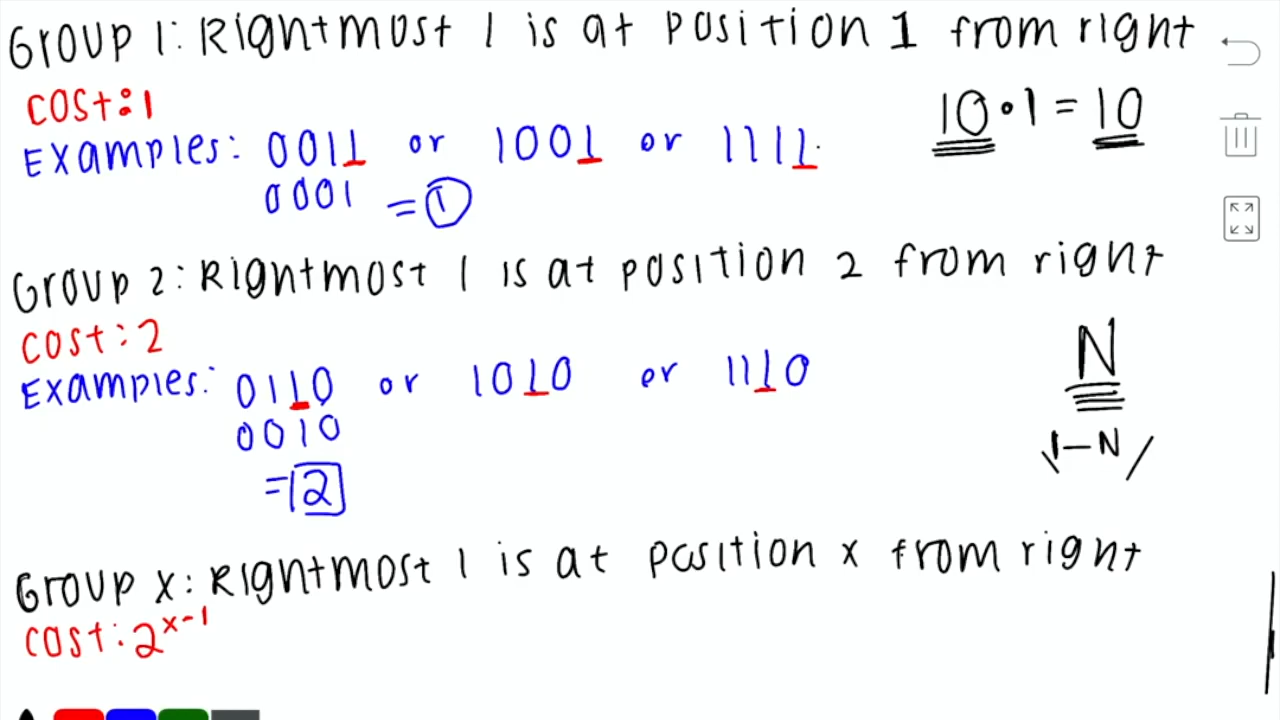 Group 1: Rightmost 1 is at position 1 from right
Cost: 1
10 • 1 = 10
Examples: 0011 or 1001 or 1111
0001 = 1
Group 2: Rightmost 1 is at position 2 from right
Cost: 2
Examples: 0110 or 1010 or 1110
0010
= 2
N
1-N
Group x: Rightmost 1 is at position x from right
Cost: 2^x-1